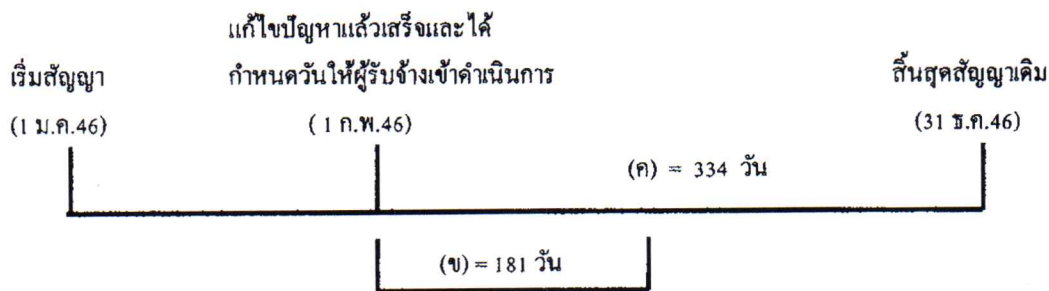 แก้ไขปัญหาแล้วเสร็จและได้
เริ่มสัญญา กำหนดวันให้ผู้รับจ้างเข้าดำเนินการ สิ้นสุดสัญญาเดิม
(1 ม.ค.46) ( 1 ก.พ.46) (31 ธ.ค.46)
(ค) = 334 วัน
(ข) = 181 วัน